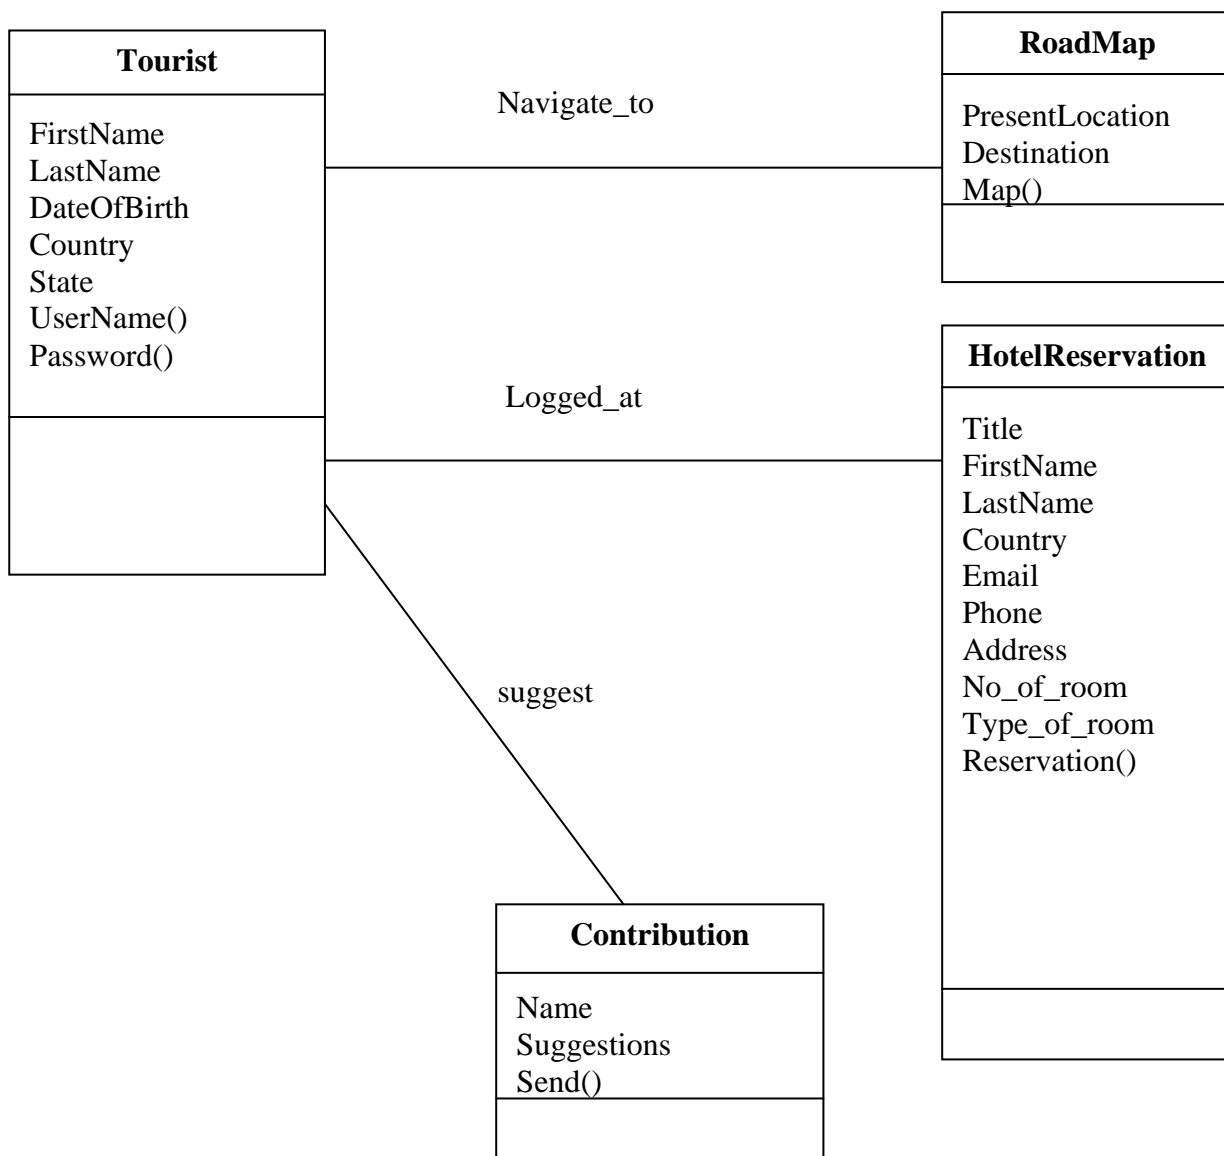 Tourist
FirstName
LastName
DateOfBirth
Country
State
UserName()
Password()
Navigate_to
RoadMap
PresentLocation
Destination
Map()
Logged_at
HotelReservation
Title
FirstName
LastName
Country
Email
Phone
Address
No_of_room
Type_of_room
Reservation()
suggest
Contribution
Name
Suggestions
Send()